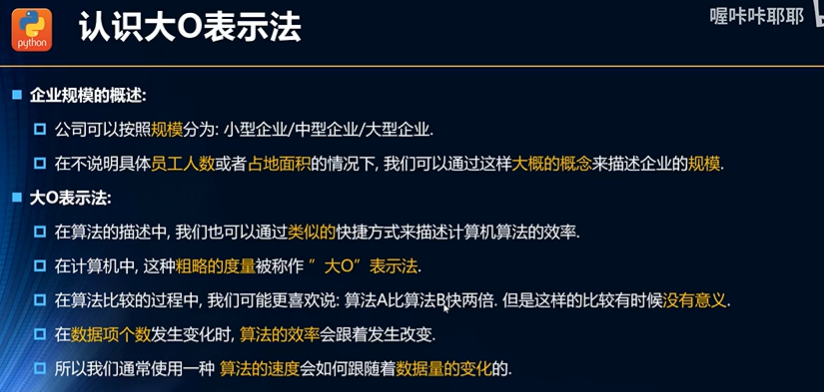 python
认识大O表示法
喔咔咔耶耶
企业规模的概述:
公司可以按照规模分为: 小型企业/中型企业/大型企业.
在不说明具体员工人数或者占地面积的情况下, 我们可以通过这样大概的概念来描述企业的规模.
大O表示法:
在算法的描述中, 我们也可以通过类似的快捷方式来描述计算机算法的效率.
在计算机中, 这种粗略的度量被称作 ”大O” 表示法.
在算法比较的过程中, 我们可能更喜欢说: 算法A比算法B快两倍. 但是这样的比较有时候没有意义.
在数据项个数发生变化时, 算法的效率会跟着发生改变.
所以我们通常使用一种 算法的速度会如何跟随着数据量的变化的.